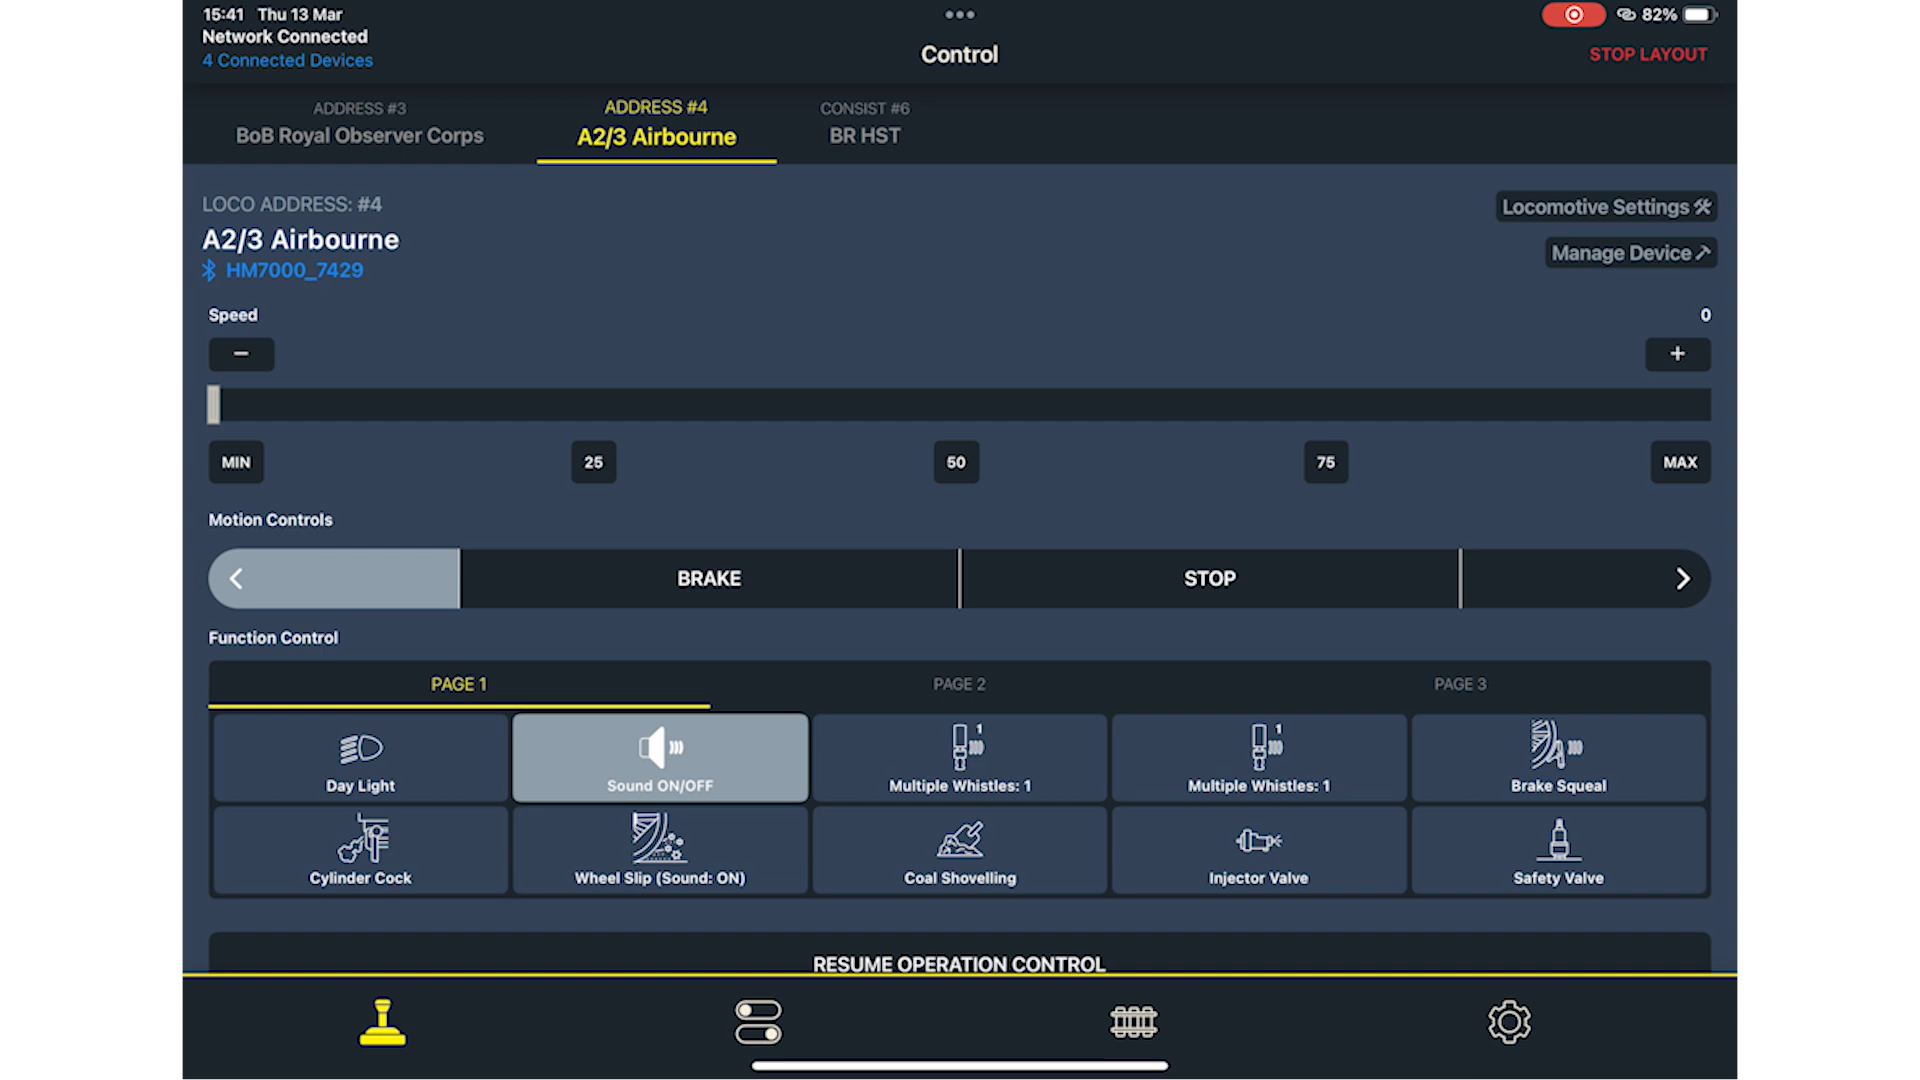 15:41 Thu 13 Mar
82%
Network Connected
4 Connected Devices
Control
STOP LAYOUT
ADDRESS #3
BoB Royal Observer Corps
ADDRESS #4
A2/3 Airbourne
CONSIST #6
BR HST
LOCO ADDRESS: #4
A2/3 Airbourne
HM7000_7429
Locomotive Settings
Manage Device
Speed
0
−
+
MIN
25
50
75
MAX
Motion Controls
BRAKE
STOP
Function Control
PAGE 1
PAGE 2
PAGE 3
Day Light
Sound ON/OFF
1
Multiple Whistles: 1
1
Multiple Whistles: 1
Brake Squeal
Cylinder Cock
Wheel Slip (Sound: ON)
Coal Shovelling
Injector Valve
Safety Valve
RESUME OPERATION CONTROL